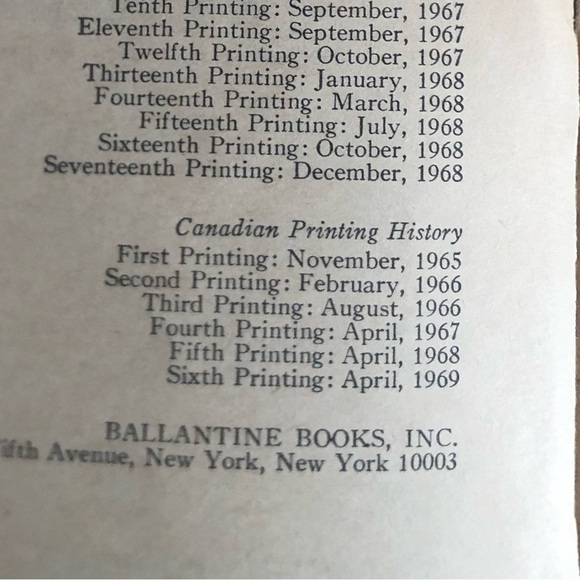 Tenth Printing: September, 1967
Eleventh Printing: September, 1967
Twelfth Printing: October, 1967
Thirteenth Printing: January, 1968
Fourteenth Printing: March, 1968
Fifteenth Printing: July, 1968
Sixteenth Printing: October, 1968
Seventeenth Printing: December, 1968
Canadian Printing History
First Printing: November, 1965
Second Printing: February, 1966
Third Printing: August, 1966
Fourth Printing: April, 1967
Fifth Printing: April, 1968
Sixth Printing: April, 1969
BALLANTINE BOOKS, INC.
Fifth Avenue, New York, New York 10003